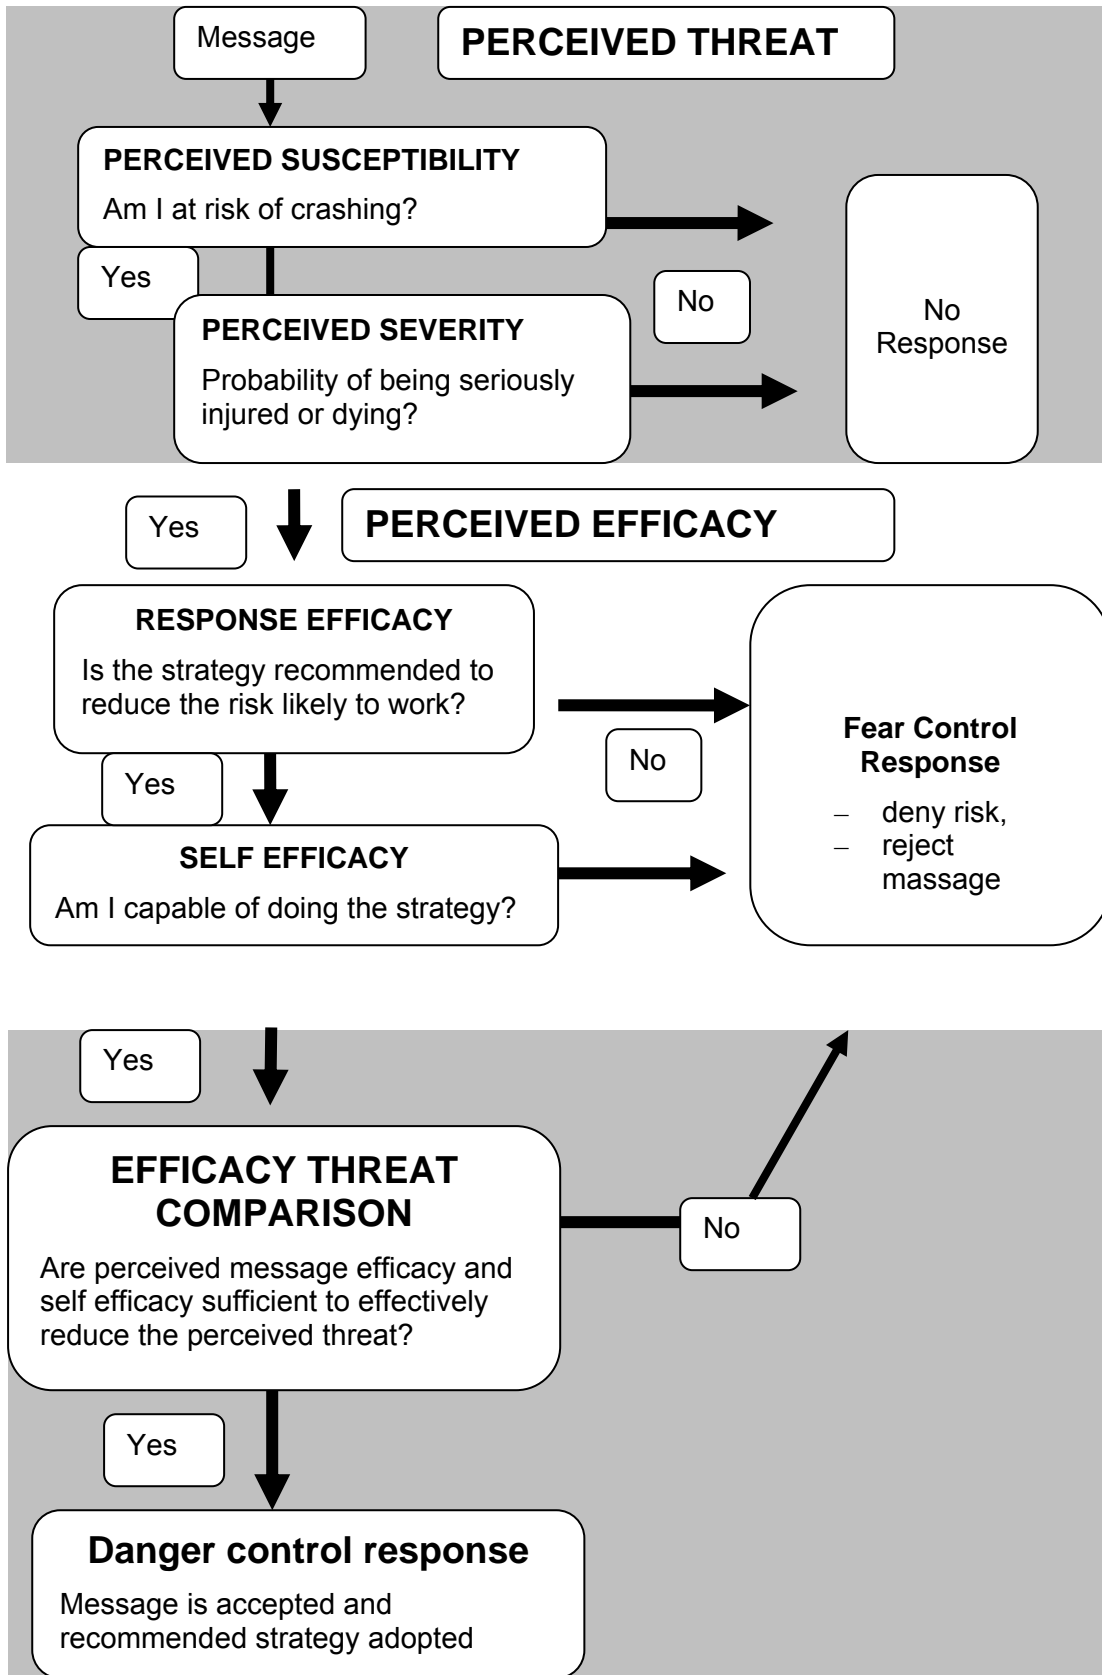 Message
PERCEIVED THREAT
PERCEIVED SUSCEPTIBILITY
Am I at risk of crashing?
Yes
No
PERCEIVED SEVERITY
Probability of being seriously
injured or dying?
No
Response
Yes
PERCEIVED EFFICACY
RESPONSE EFFICACY
Is the strategy recommended to
reduce the risk likely to work?
Yes
No
SELF EFFICACY
Am I capable of doing the strategy?
Fear Control
Response
– deny risk,
– reject
massage
Yes
EFFICACY THREAT
COMPARISON
Are perceived message efficacy and
self efficacy sufficient to effectively
reduce the perceived threat?
No
Yes
Danger control response
Message is accepted and
recommended strategy adopted